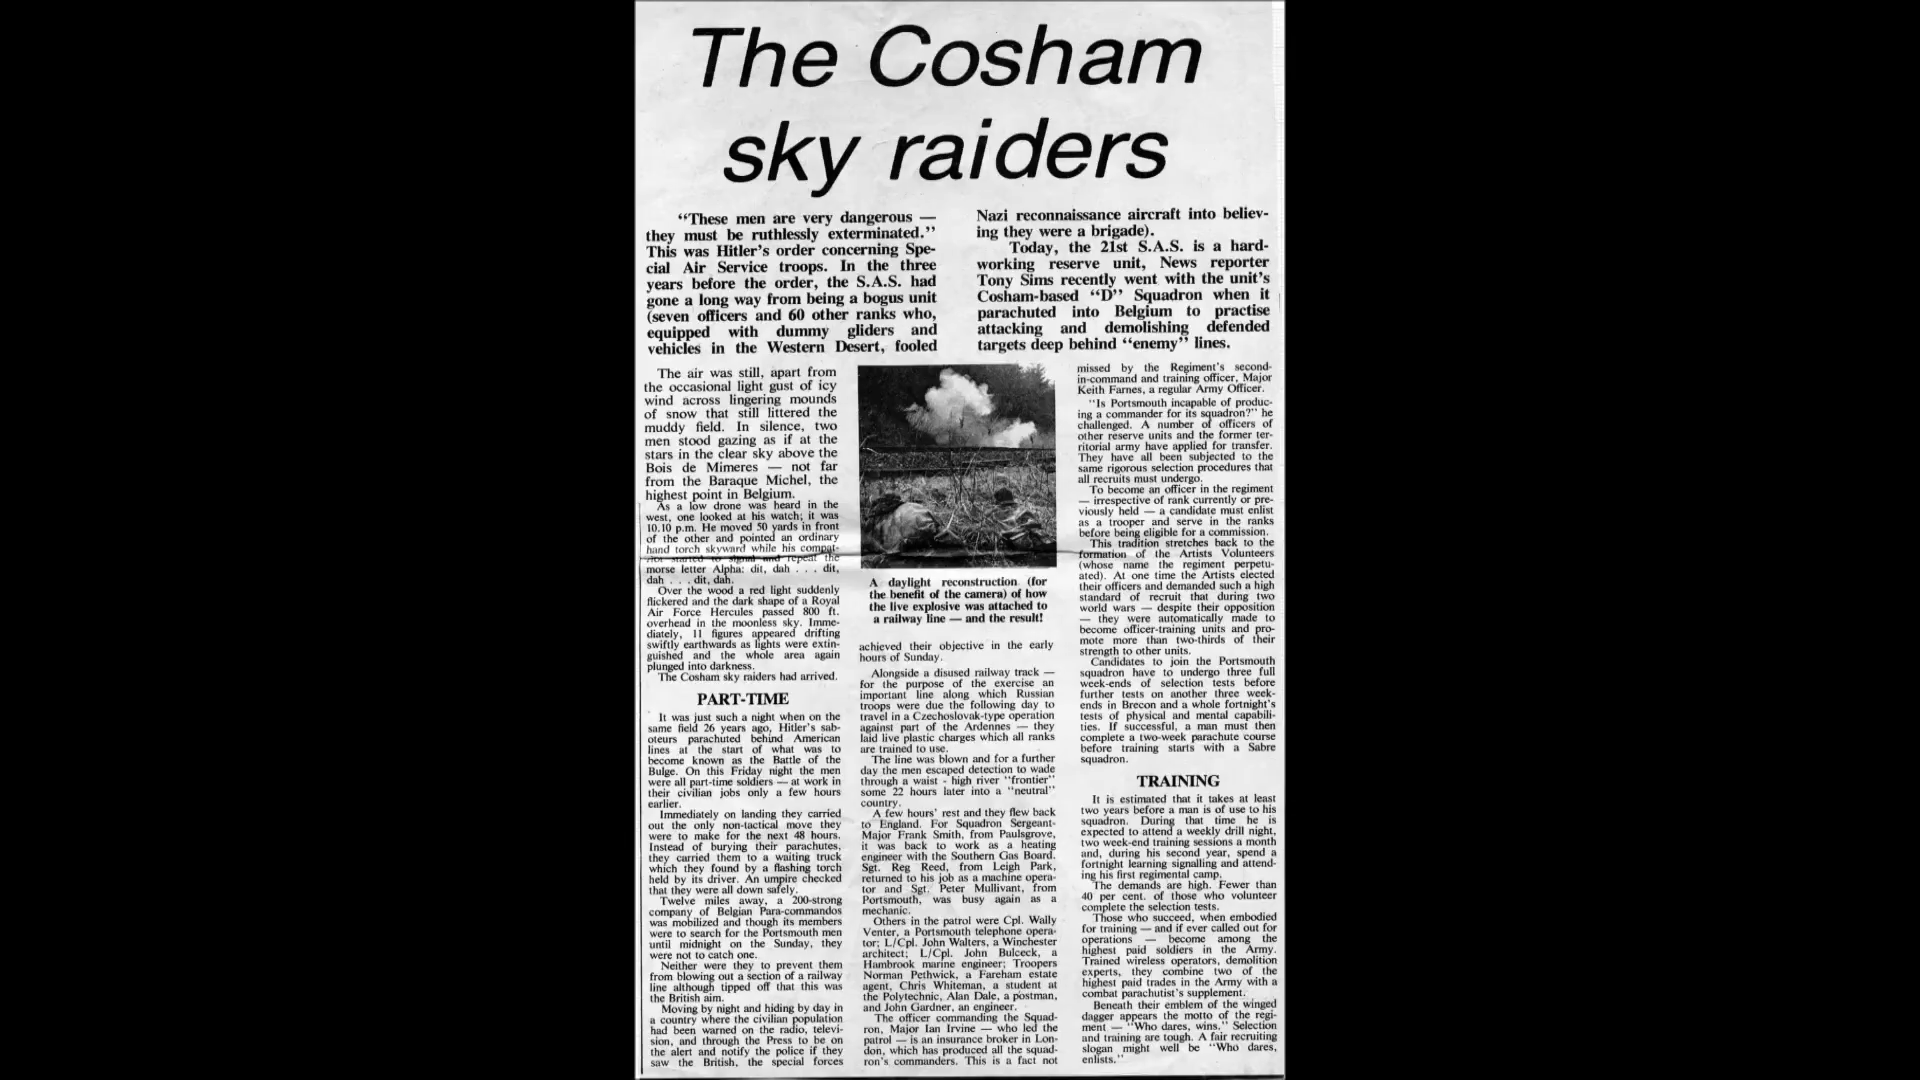 The Cosham
sky raiders
“These men are very dangerous —
they must be ruthlessly exterminated.”
This was Hitler’s order concerning Spe-
cial Air Service troops. In the three
years before the order, the S.A.S. had
gone a long way from being a bogus unit
(seven officers and 60 other ranks who,
equipped with dummy gliders and
vehicles in the Western Desert, fooled
Nazi reconnaissance aircraft into believ-
ing they were a brigade).
Today, the 21st S.A.S. is a hard-
working reserve unit, News reporter
Tony Sims recently went with the unit’s
Cosham-based “D” Squadron when it
parachuted into Belgium to practise
attacking and demolishing defended
targets deep behind “enemy” lines.
The air was still, apart from
the occasional light gust of icy
wind across lingering mounds
of snow that still littered the
muddy field. In silence, two
men stood gazing as if at the
stars in the clear sky above the
Bois de Mimeres — not far
from the Baraque Michel, the
highest point in Belgium.
As a low drone was heard in the
west, one looked at his watch; it was
10.10 p.m. He moved 50 yards in front
of the other and pointed an ordinary
hand torch skyward while his compat-
riot started to signal and repeat the
morse letter Alpha: dit, dah . . . dit,
dah . . . dit, dah.
Over the wood a red light suddenly
flickered and the dark shape of a Royal
Air Force Hercules passed 800 ft.
overhead in the moonless sky. Imme-
diately, 11 figures appeared drifting
swiftly earthwards as lights were extin-
guished and the whole area again
plunged into darkness.
The Cosham sky raiders had arrived.
PART-TIME
It was just such a night when on the
same field 26 years ago, Hitler’s sab-
oteurs parachuted behind American
lines at the start of what was to
become known as the Battle of the
Bulge. On this Friday night the men
were all part-time soldiers — at work in
their civilian jobs only a few hours
earlier.
Immediately on landing they carried
out the only non-tactical move they
were to make for the next 48 hours.
Instead of burying their parachutes,
they carried them to a waiting truck
which they found by a flashing torch
held by its driver. An umpire checked
that they were all down safely.
Twelve miles away, a 200-strong
company of Belgian Para-commandos
was mobilized and though its members
were to search for the Portsmouth men
until midnight on the Sunday, they
were not to catch one.
Neither were they to prevent them
from blowing out a section of a railway
line although tipped off that this was
the British aim.
Moving by night and hiding by day in
a country where the civilian population
had been warned on the radio, televi-
sion, and through the Press to be on
the alert and notify the police if they
saw the British, the special forces
A daylight reconstruction (for
the benefit of the camera) of how
the live explosive was attached to
a railway line — and the result!
achieved their objective in the early
hours of Sunday.
Alongside a disused railway track —
for the purpose of the exercise an
important line along which Russian
troops were due the following day to
travel in a Czechoslovak-type operation
against part of the Ardennes — they
laid live plastic charges which all ranks
are trained to use.
The line was blown and for a further
day the men escaped detection to wade
through a waist - high river “frontier”
some 22 hours later into a “neutral”
country.
A few hours’ rest and they flew back
to England. For Squadron Sergeant-
Major Frank Smith, from Paulsgrove,
it was back to work as a heating
engineer with the Southern Gas Board.
Sgt. Reg Reed, from Leigh Park,
returned to his job as a machine opera-
tor and Sgt. Peter Mullivant, from
Portsmouth, was busy again as a
mechanic.
Others in the patrol were Cpl. Wally
Venter, a Portsmouth telephone opera-
tor; L/Cpl. John Walters, a Winchester
architect; L/Cpl. John Bulceck, a
Hambrook marine engineer; Troopers
Norman Pethwick, a Fareham estate
agent, Chris Whiteman, a student at
the Polytechnic, Alan Dale, a postman,
and John Gardner, an engineer.
The officer commanding the Squad-
ron, Major Ian Irvine — who led the
patrol — is an insurance broker in Lon-
don, which has produced all the squad-
ron’s commanders. This is a fact not
missed by the Regiment’s second-
in-command and training officer, Major
Keith Farnes, a regular Army Officer.
“Is Portsmouth incapable of produc-
ing a commander for its squadron?” he
challenged. A number of officers of
other reserve units and the former ter-
ritorial army have applied for transfer.
They have all been subjected to the
same rigorous selection procedures that
all recruits must undergo.
To become an officer in the regiment
— irrespective of rank currently or pre-
viously held — a candidate must enlist
as a trooper and serve in the ranks
before being eligible for a commission.
This tradition stretches back to the
formation of the Artists Volunteers
(whose name the regiment perpetu-
ated). At one time the Artists elected
their officers and demanded such a high
standard of recruit that during two
world wars — despite their opposition
— they were automatically made to
become officer-training units and pro-
mote more than two-thirds of their
strength to other units.
Candidates to join the Portsmouth
squadron have to undergo three full
week-ends of selection tests before
further tests on another three week-
ends in Brecon and a whole fortnight’s
tests of physical and mental capabili-
ties. If successful, a man must then
complete a two-week parachute course
before training starts with a Sabre
squadron.
TRAINING
It is estimated that it takes at least
two years before a man is of use to his
squadron. During that time he is
expected to attend a weekly drill night,
two week-end training sessions a month
and, during his second year, spend a
fortnight learning signalling and attend-
ing his first regimental camp.
The demands are high. Fewer than
40 per cent. of those who volunteer
complete the selection tests.
Those who succeed, when embodied
for training — and if ever called out for
operations — become among the
highest paid soldiers in the Army.
Trained wireless operators, demolition
experts, they combine two of the
highest paid trades in the Army with a
combat parachutist’s supplement.
Beneath their emblem of the winged
dagger appears the motto of the regi-
ment — “Who dares, wins.” Selection
and training are tough. A fair recruiting
slogan might well be “Who dares,
enlists.”